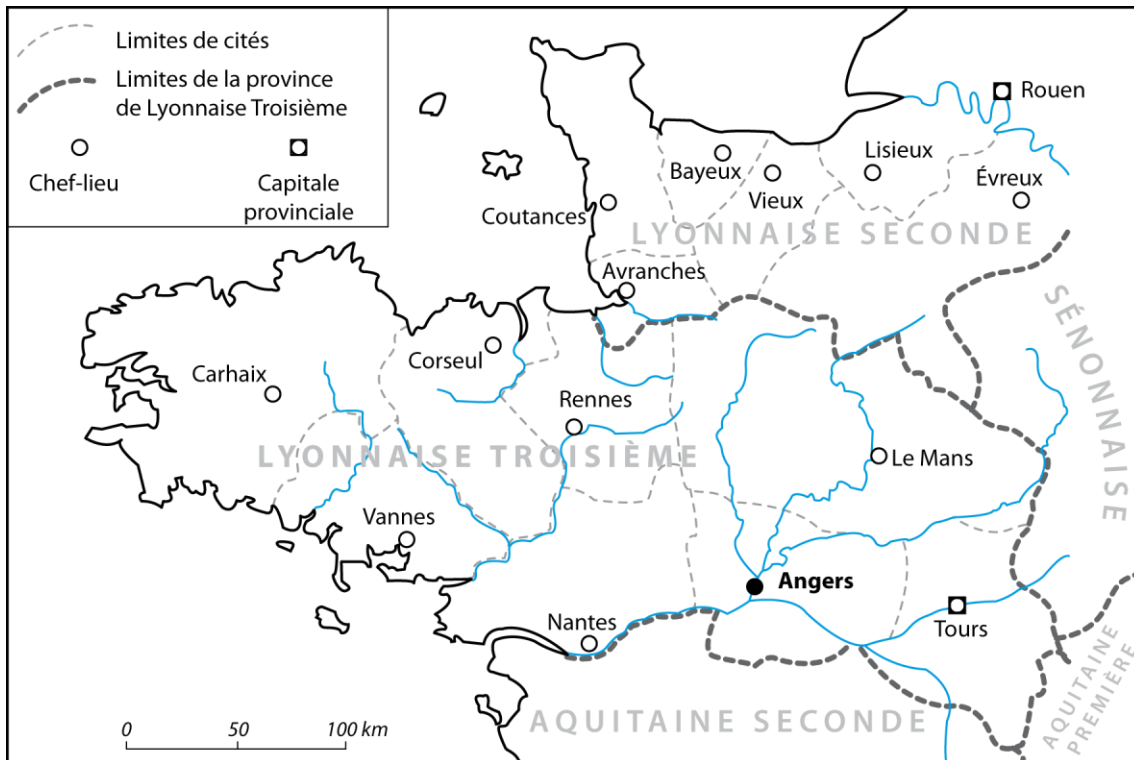 Limites de cités
Limites de la province
de Lyonnaise Troisième
Chef-lieu
Capitale
provinciale
Rouen
Bayeux
Vieux
Lisieux
Évreux
Coutances
LYONNAISE SECONDE
Avranches
SÉNONNAISE
Corseul
Carhaix
Rennes
LYONNAISE TROISIÈME
Le Mans
Vannes
Angers
Nantes
Tours
AQUITAINE
PREMIÈRE
AQUITAINE SECONDE
0 50 100 km